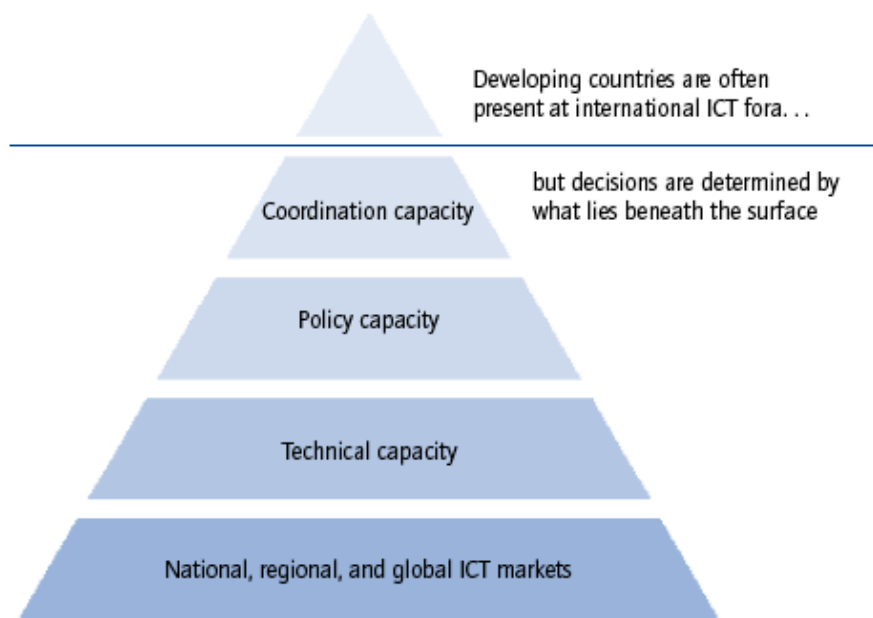 Developing countries are often
present at international ICT fora. . .
but decisions are determined by
what lies beneath the surface
Coordination capacity
Policy capacity
Technical capacity
National, regional, and global ICT markets